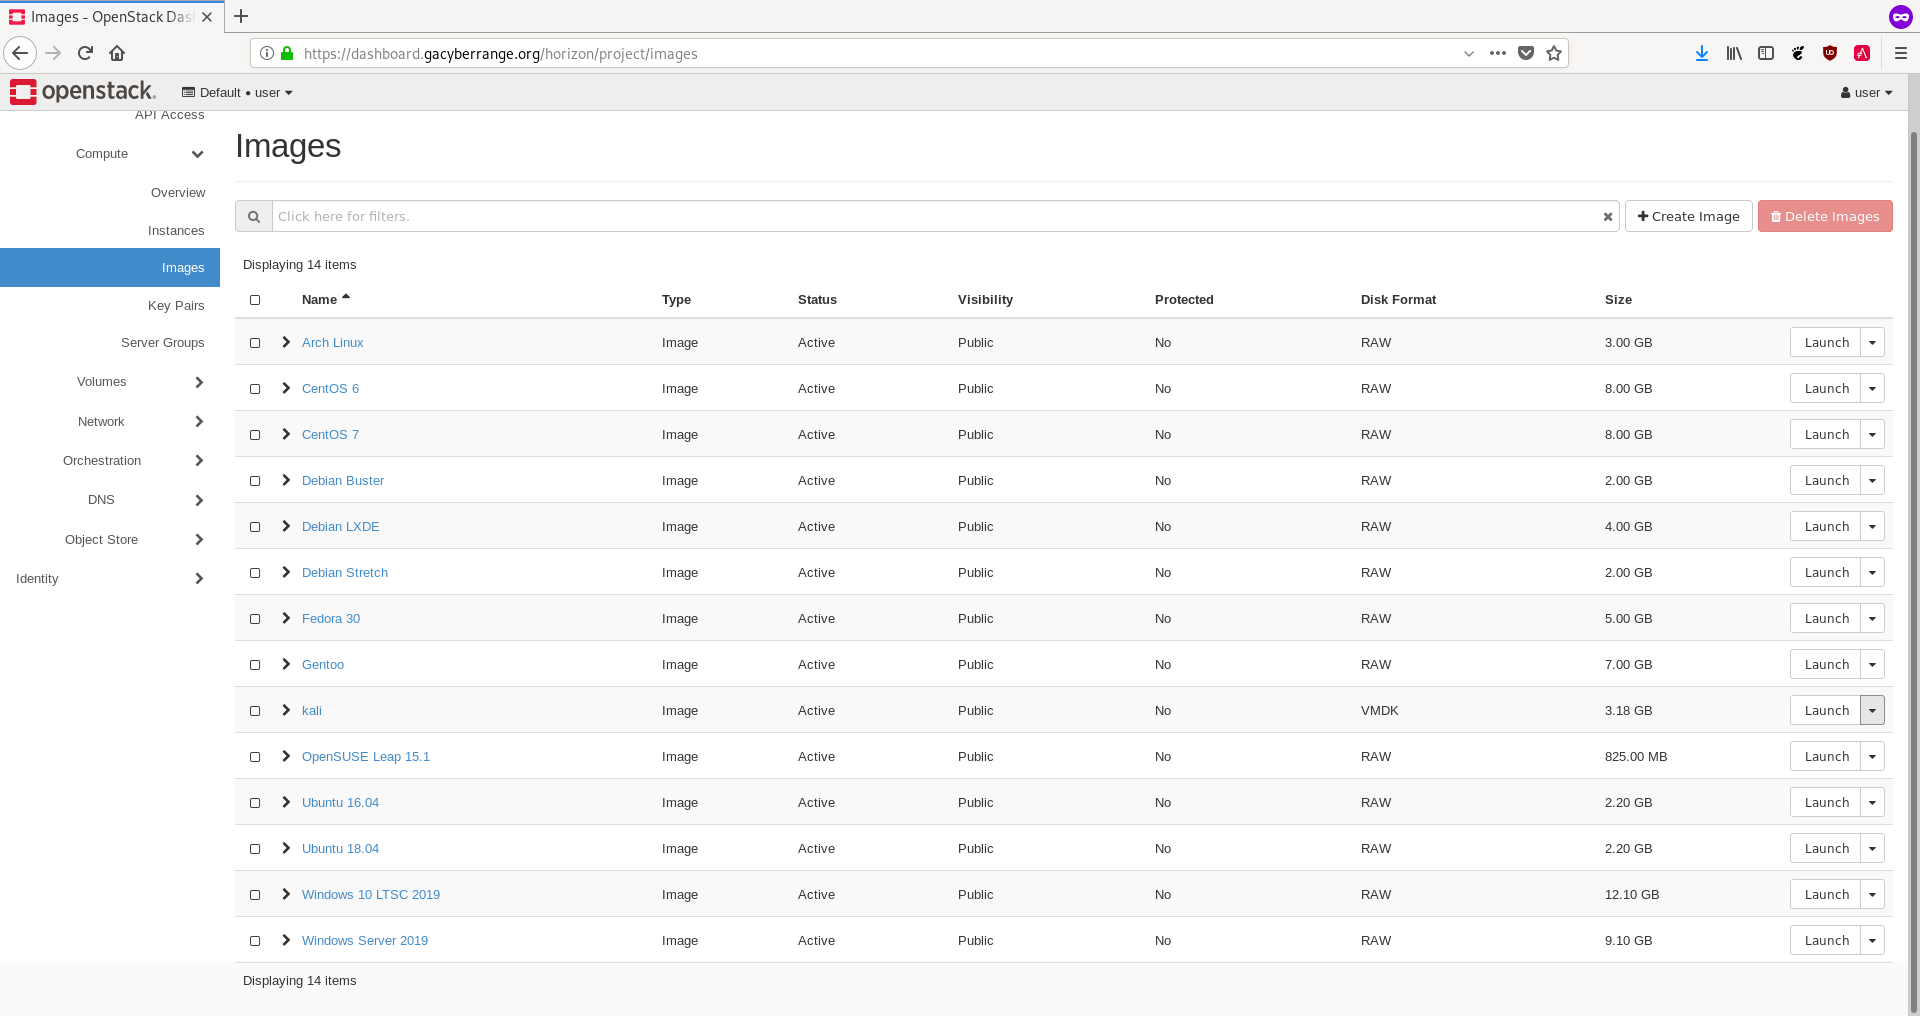 Images - OpenStack Das
https://dashboard.gacyberrange.org/horizon/project/images
openstack.
Default • user
user
API Access
Compute
Overview
Instances
Images
Key Pairs
Server Groups
Volumes
Network
Orchestration
DNS
Object Store
Identity
Images
Click here for filters.
Create Image
Delete Images
Displaying 14 items
Name Type Status Visibility Protected Disk Format Size
Arch Linux Image Active Public No RAW 3.00 GB Launch
CentOS 6 Image Active Public No RAW 8.00 GB Launch
CentOS 7 Image Active Public No RAW 8.00 GB Launch
Debian Buster Image Active Public No RAW 2.00 GB Launch
Debian LXDE Image Active Public No RAW 4.00 GB Launch
Debian Stretch Image Active Public No RAW 2.00 GB Launch
Fedora 30 Image Active Public No RAW 5.00 GB Launch
Gentoo Image Active Public No RAW 7.00 GB Launch
kali Image Active Public No VMDK 3.18 GB Launch
OpenSUSE Leap 15.1 Image Active Public No RAW 825.00 MB Launch
Ubuntu 16.04 Image Active Public No RAW 2.20 GB Launch
Ubuntu 18.04 Image Active Public No RAW 2.20 GB Launch
Windows 10 LTSC 2019 Image Active Public No RAW 12.10 GB Launch
Windows Server 2019 Image Active Public No RAW 9.10 GB Launch
Displaying 14 items